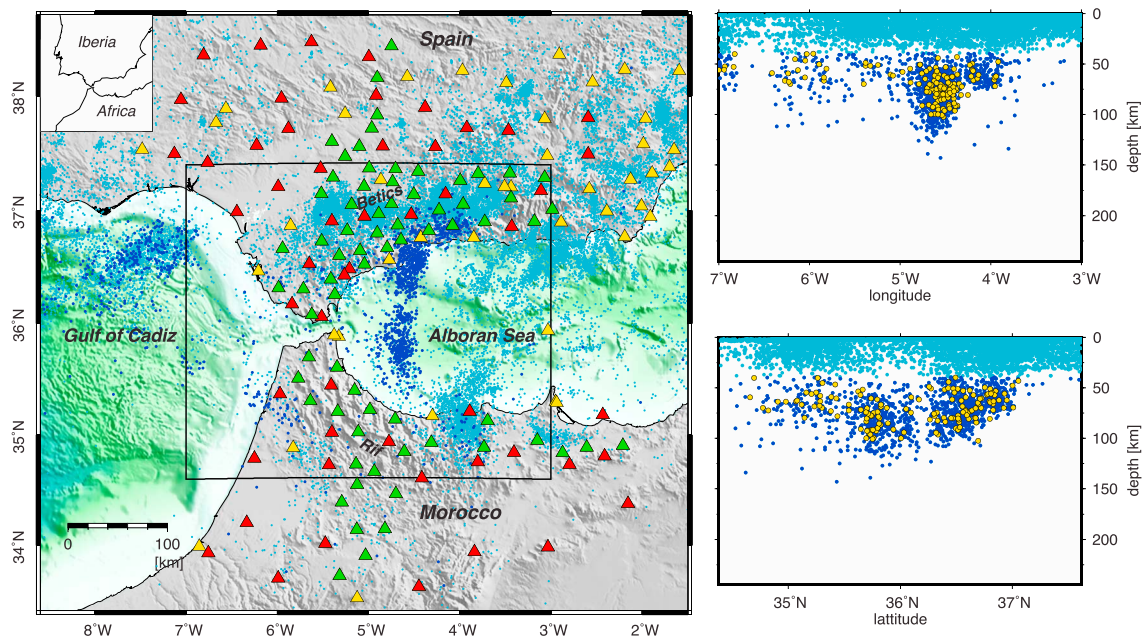 Iberia
Africa
Spain
Betics
Gulf of Cadiz
Alboran Sea
Rif
Morocco
0 100
[km]
38°N
37°N
36°N
35°N
34°N
8°W 7°W 6°W 5°W 4°W 3°W 2°W
0
50
100
150
200
depth [km]
7°W 6°W 5°W 4°W 3°W
longitude
0
50
100
150
200
depth [km]
35°N 36°N 37°N
lattitude